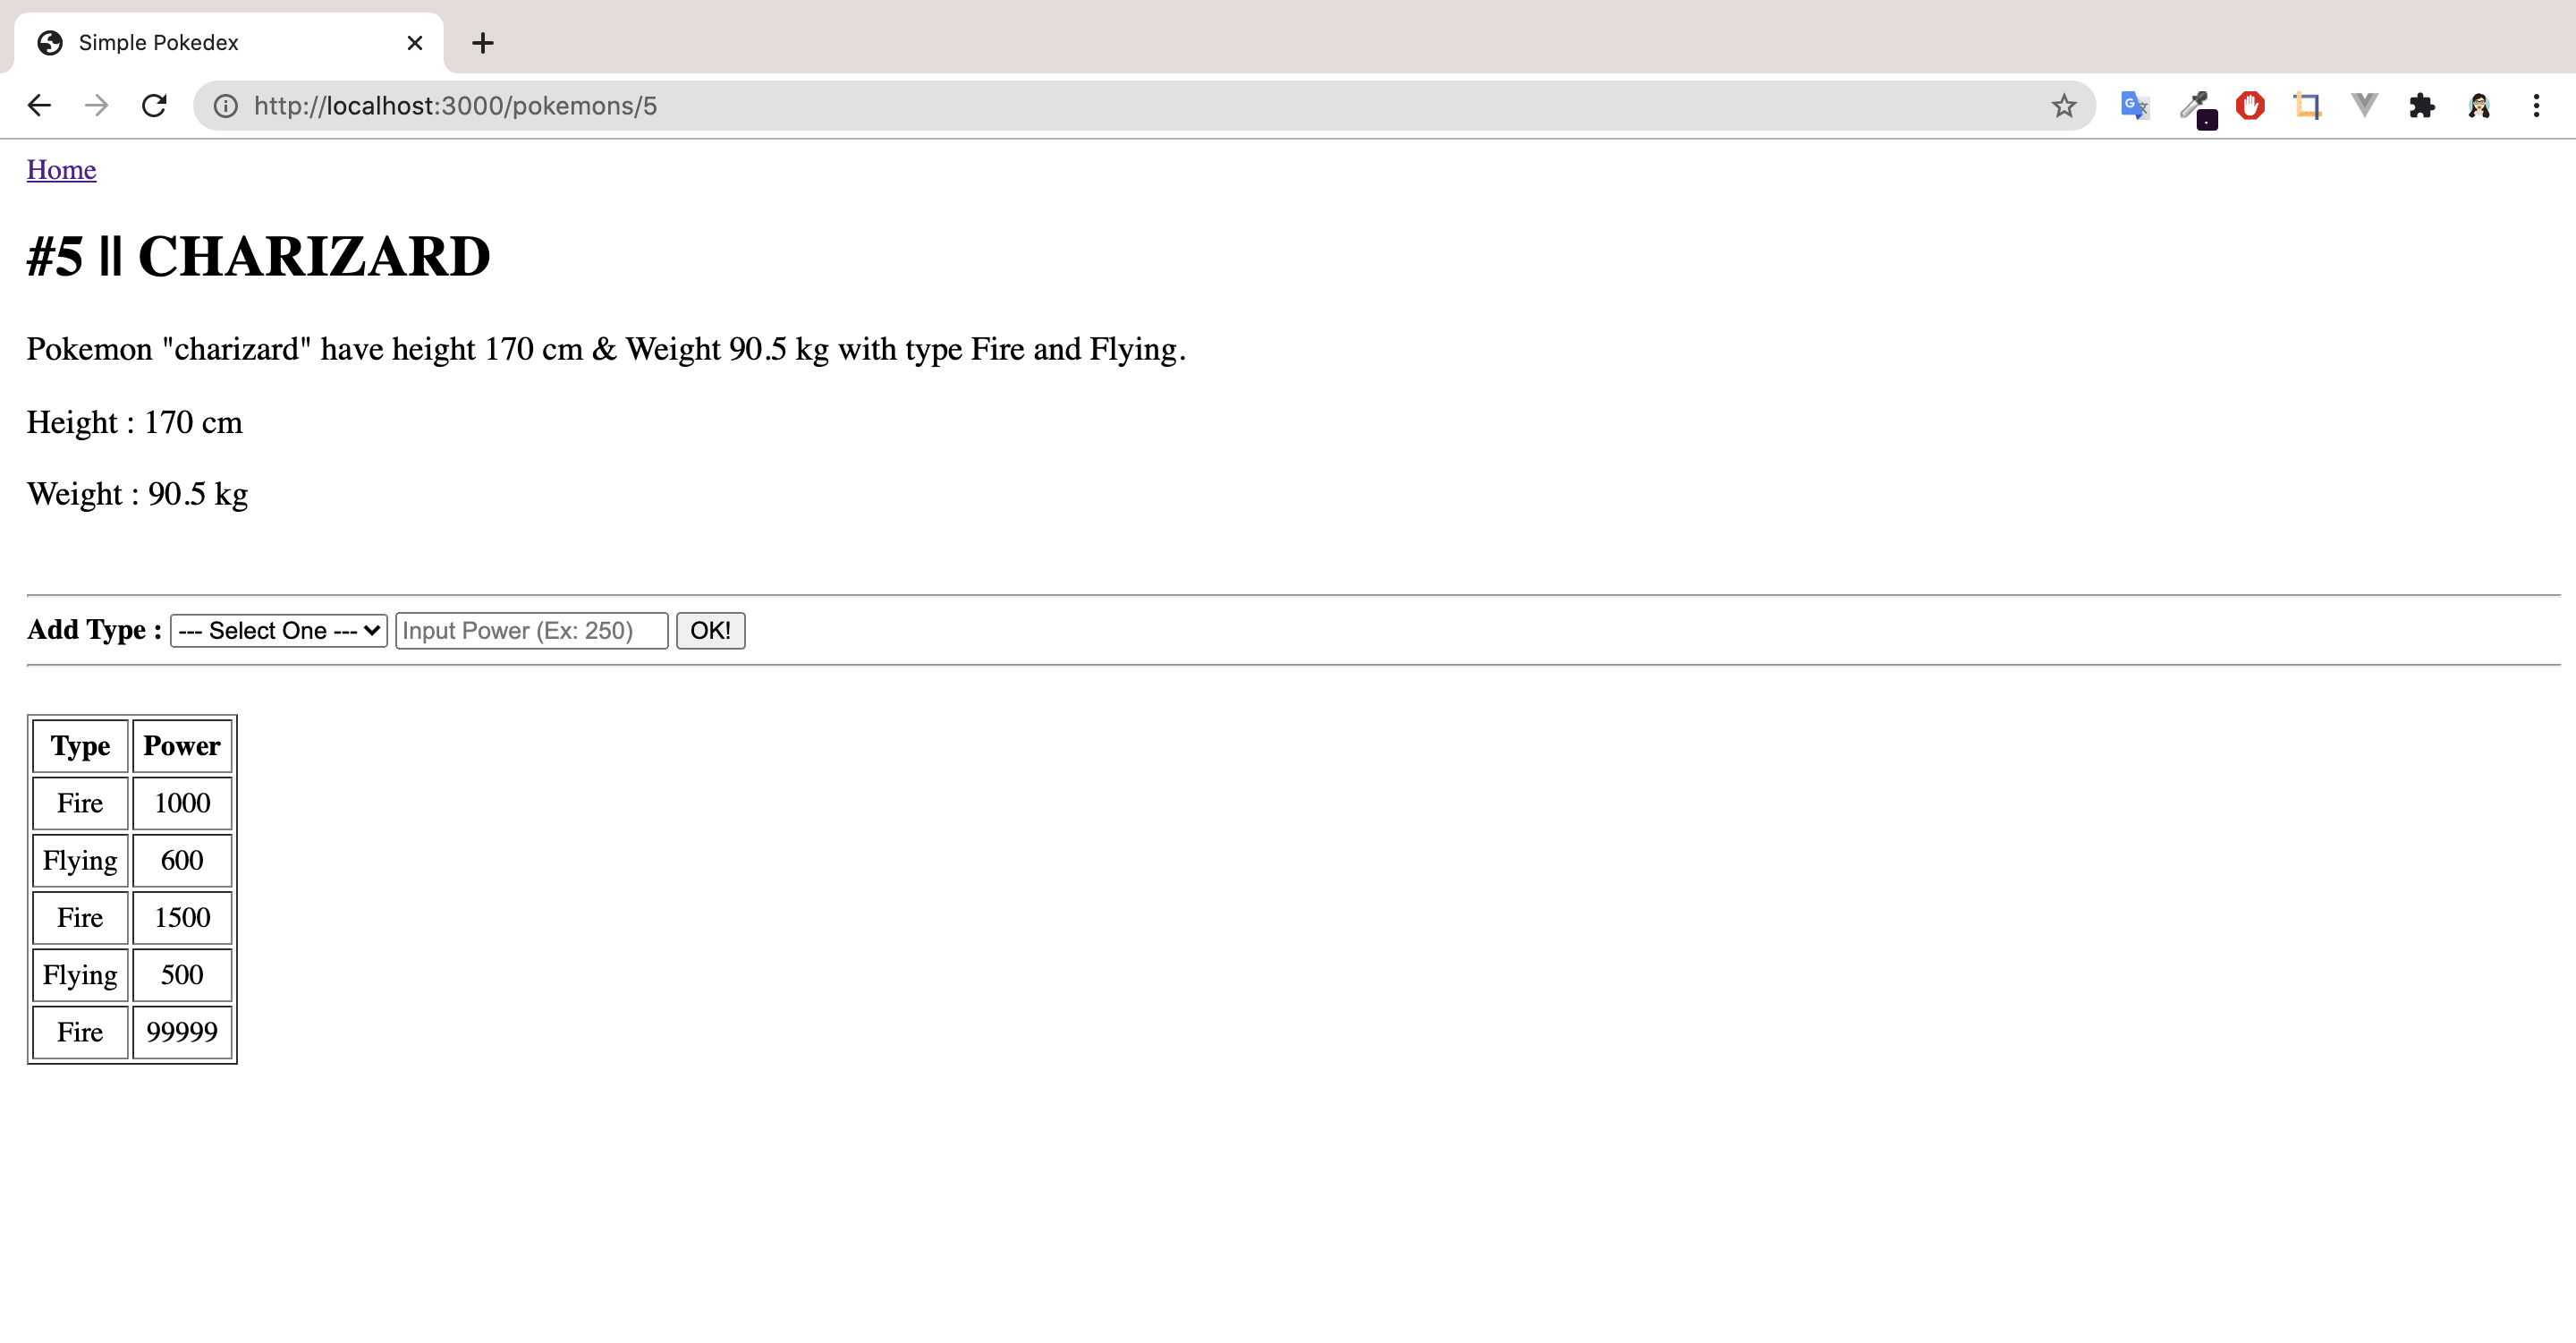 Simple Pokedex
http://localhost:3000/pokemons/5
Home
#5 || CHARIZARD
Pokemon "charizard" have height 170 cm & Weight 90.5 kg with type Fire and Flying.
Height : 170 cm
Weight : 90.5 kg
Add Type : --- Select One --- Input Power (Ex: 250) OK!
Type Power
Fire 1000
Flying 600
Fire 1500
Flying 500
Fire 99999